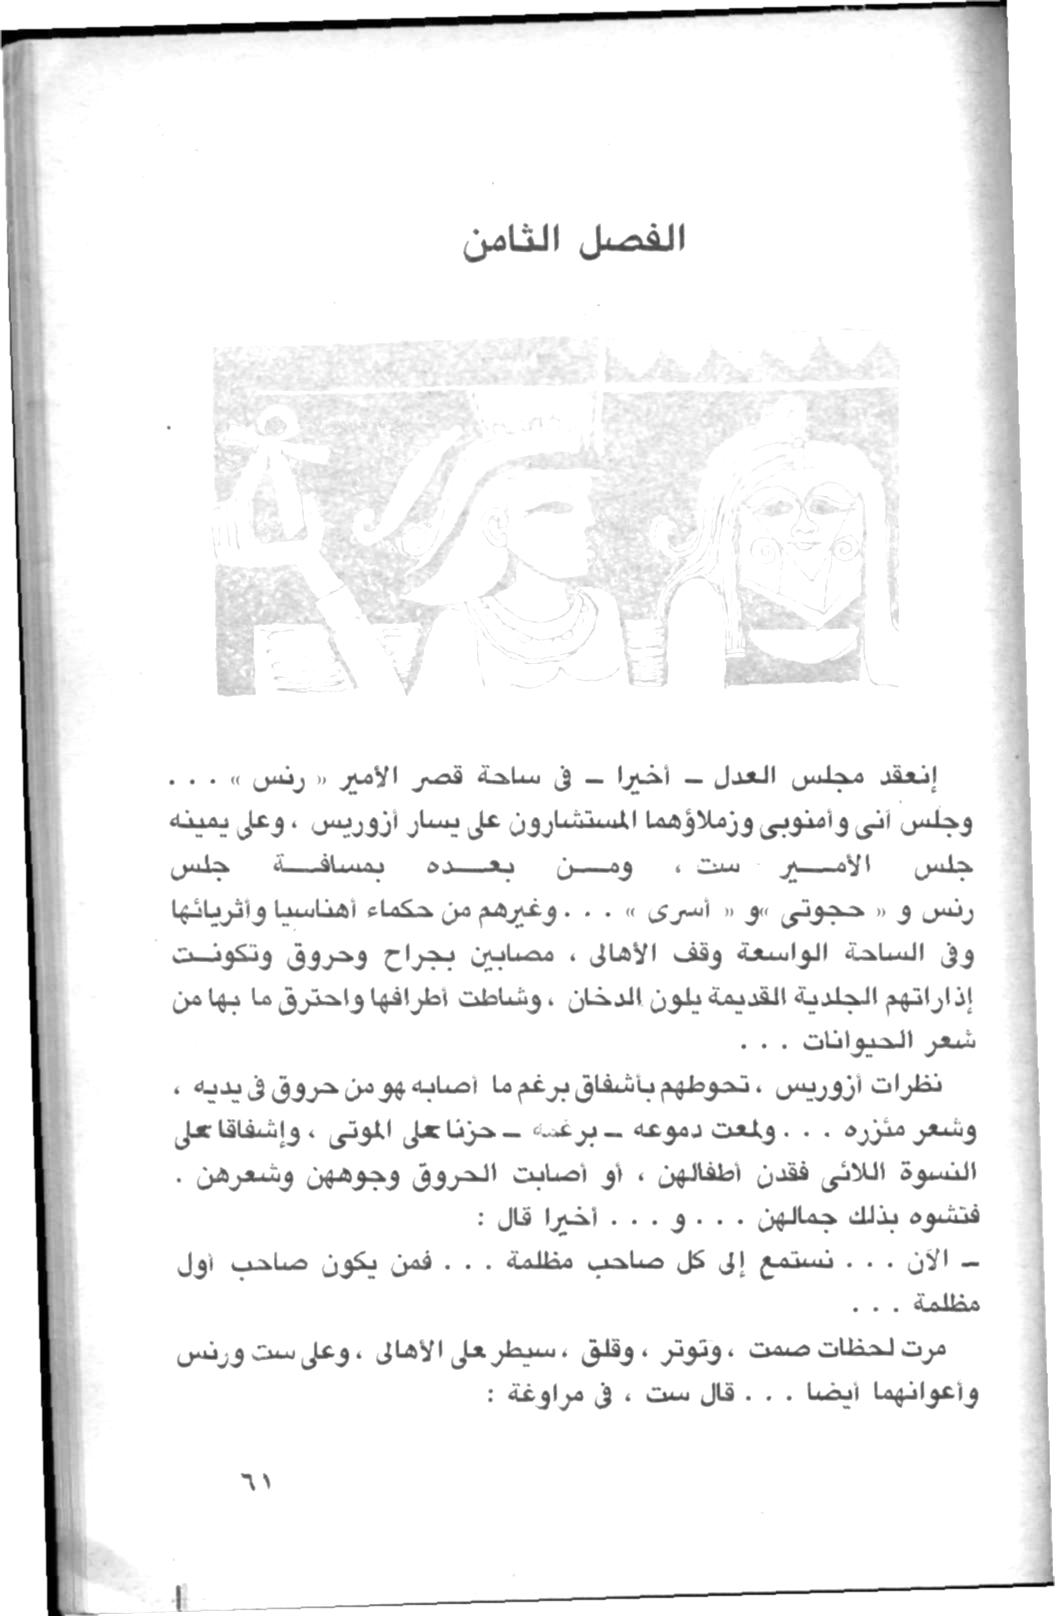 الفصل الثامن
إنعقد مجلس العدل – أخيرا – فى ساحة قصر الأمير « رنس » . . .
وجلس آنى وأمنوبى وزملاؤهما المستشارون على يسار أزوريس ، وعلى يمينه
جلس الأمــير ست ، ومــن بعــده بمسافــة جلس
رنس و « حجوتى »و « أسرى » . . . وغيرهم من حكماء أهناسيا وأثريائها
وفى الساحة الواسعة وقف الأهالى ، مصابين بجراح وحروق وتكونــت
إذاراتهم الجلدية القديمة بلون الدخان ، وشاطت أطرافها واحترق ما بها من
شعر الحيوانات . . .
نظرات أزوريس ، تحوطهم بأشفاق برغم ما أصابه هو من حروق فى يديه ،
وشعر مئزره . . . ولمعت دموعه – برغمه – حزنا على الموتى ، وإشفاقا على
النسوة اللائى فقدن أطفالهن ، أو أصابت الحروق وجوههن وشعرهن .
فتشوه بذلك جمالهن . . . و . . . أخيرا قال :
– الآن . . . نستمع إلى كل صاحب مظلمة . . . فمن يكون صاحب أول
مظلمة . . .
مرت لحظات صمت ، وتوتر ، وقلق ، سيطر على الأهالى ، وعلى ست ورنس
وأعوانهما أيضا . . . قال ست ، فى مراوغة :
٦١